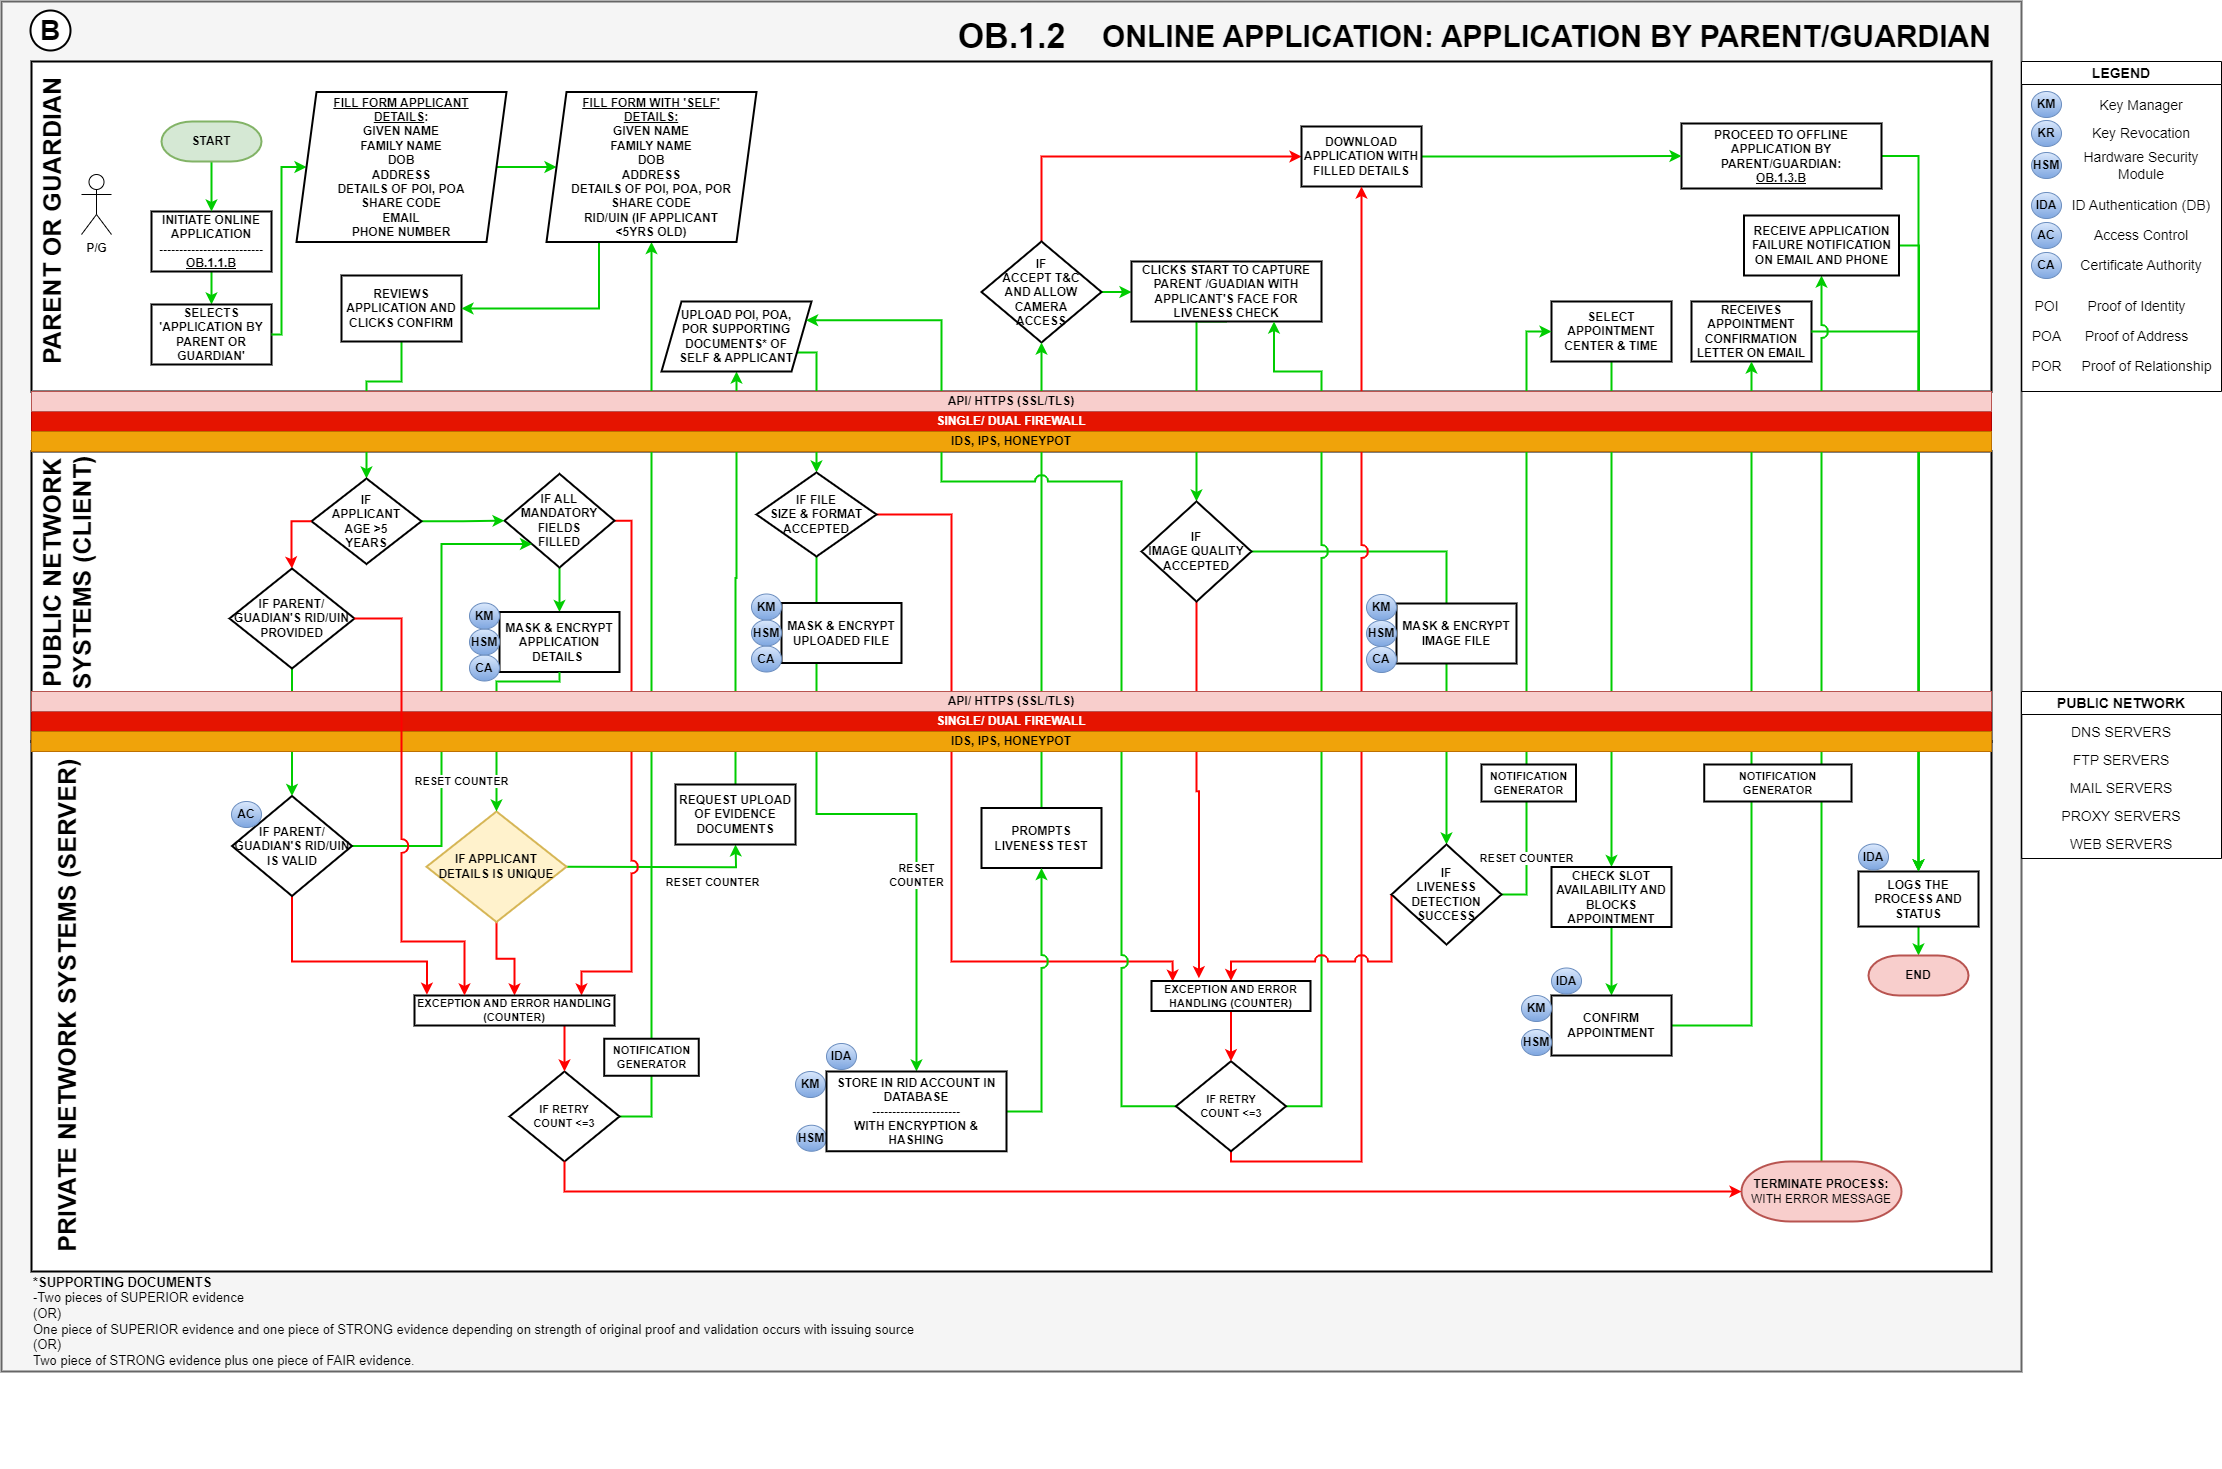 B
OB.1.2 ONLINE APPLICATION: APPLICATION BY PARENT/GUARDIAN
PARENT OR GUARDIAN
P/G
START
INITIATE ONLINE
APPLICATION
--------------------------
OB.1.1.B
SELECTS
'APPLICATION BY
PARENT OR
GUARDIAN'
FILL FORM APPLICANT
DETAILS:
GIVEN NAME
FAMILY NAME
DOB
ADDRESS
DETAILS OF POI, POA
SHARE CODE
EMAIL
PHONE NUMBER
FILL FORM WITH 'SELF'
DETAILS:
GIVEN NAME
FAMILY NAME
DOB
ADDRESS
DETAILS OF POI, POA, POR
SHARE CODE
RID/UIN (IF APPLICANT
<5YRS OLD)
REVIEWS
APPLICATION AND
CLICKS CONFIRM
UPLOAD POI, POA,
POR SUPPORTING
DOCUMENTS* OF
SELF & APPLICANT
IF
ACCEPT T&C
AND ALLOW
CAMERA
ACCESS
CLICKS START TO CAPTURE
PARENT /GUADIAN WITH
APPLICANT'S FACE FOR
LIVENESS CHECK
DOWNLOAD
APPLICATION WITH
FILLED DETAILS
PROCEED TO OFFLINE
APPLICATION BY
PARENT/GUARDIAN:
OB.1.3.B
RECEIVE APPLICATION
FAILURE NOTIFICATION
ON EMAIL AND PHONE
SELECT
APPOINTMENT
CENTER & TIME
RECEIVES
APPOINTMENT
CONFIRMATION
LETTER ON EMAIL
LEGEND
KM Key Manager
KR Key Revocation
HSM Hardware Security
Module
IDA ID Authentication (DB)
AC Access Control
CA Certificate Authority
POI Proof of Identity
POA Proof of Address
POR Proof of Relationship
API/ HTTPS (SSL/TLS)
SINGLE/ DUAL FIREWALL
IDS, IPS, HONEYPOT
PUBLIC NETWORK
SYSTEMS (CLIENT)
IF
APPLICANT
AGE >5
YEARS
IF ALL
MANDATORY
FIELDS
FILLED
IF PARENT/
GUADIAN'S RID/UIN
PROVIDED
KM
HSM
CA
MASK & ENCRYPT
APPLICATION
DETAILS
IF FILE
SIZE & FORMAT
ACCEPTED
KM
HSM
CA
MASK & ENCRYPT
UPLOADED FILE
IF
IMAGE QUALITY
ACCEPTED
KM
HSM
CA
MASK & ENCRYPT
IMAGE FILE
API/ HTTPS (SSL/TLS)
SINGLE/ DUAL FIREWALL
IDS, IPS, HONEYPOT
PUBLIC NETWORK
DNS SERVERS
FTP SERVERS
MAIL SERVERS
PROXY SERVERS
WEB SERVERS
PRIVATE NETWORK SYSTEMS (SERVER)
AC
IF PARENT/
GUADIAN'S RID/UIN
IS VALID
RESET COUNTER
IF APPLICANT
DETAILS IS UNIQUE
RESET COUNTER
REQUEST UPLOAD
OF EVIDENCE
DOCUMENTS
RESET
COUNTER
PROMPTS
LIVENESS TEST
EXCEPTION AND ERROR HANDLING
(COUNTER)
NOTIFICATION
GENERATOR
IF RETRY
COUNT <=3
IDA
KM
HSM
STORE IN RID ACCOUNT IN
DATABASE
----------------------
WITH ENCRYPTION &
HASHING
EXCEPTION AND ERROR
HANDLING (COUNTER)
IF RETRY
COUNT <=3
IF
LIVENESS
DETECTION
SUCCESS
NOTIFICATION
GENERATOR
RESET COUNTER
CHECK SLOT
AVAILABILITY AND
BLOCKS
APPOINTMENT
IDA
KM
HSM
CONFIRM
APPOINTMENT
NOTIFICATION
GENERATOR
IDA
LOGS THE
PROCESS AND
STATUS
END
TERMINATE PROCESS:
WITH ERROR MESSAGE
*SUPPORTING DOCUMENTS
-Two pieces of SUPERIOR evidence
(OR)
One piece of SUPERIOR evidence and one piece of STRONG evidence depending on strength of original proof and validation occurs with issuing source
(OR)
Two piece of STRONG evidence plus one piece of FAIR evidence.